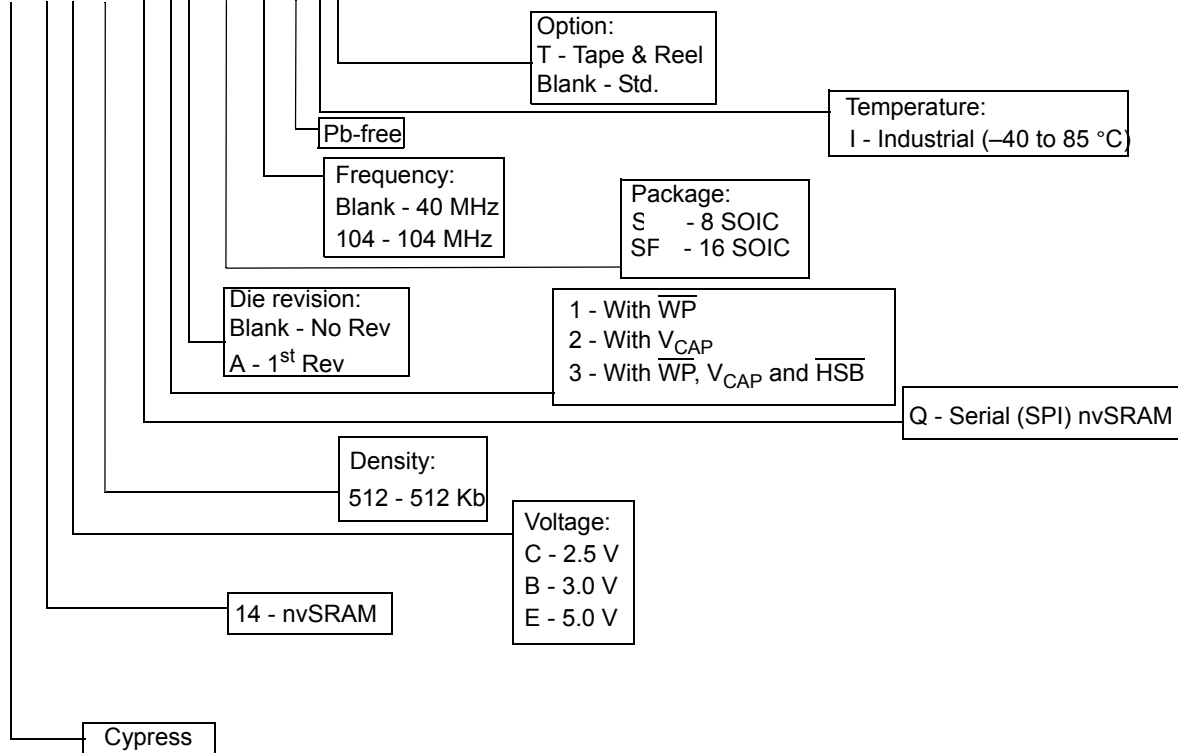 Option:
T - Tape & Reel
Blank - Std.
Temperature:
I - Industrial (–40 to 85 °C)
Pb-free
Frequency:
Blank - 40 MHz
104 - 104 MHz
Package:
S - 8 SOIC
SF - 16 SOIC
Die revision:
Blank - No Rev
A - 1st Rev
1 - With W̅P̅
2 - With VCAP
3 - With W̅P̅, VCAP and H̅S̅B̅
Q - Serial (SPI) nvSRAM
Density:
512 - 512 Kb
Voltage:
C - 2.5 V
B - 3.0 V
E - 5.0 V
14 - nvSRAM
Cypress